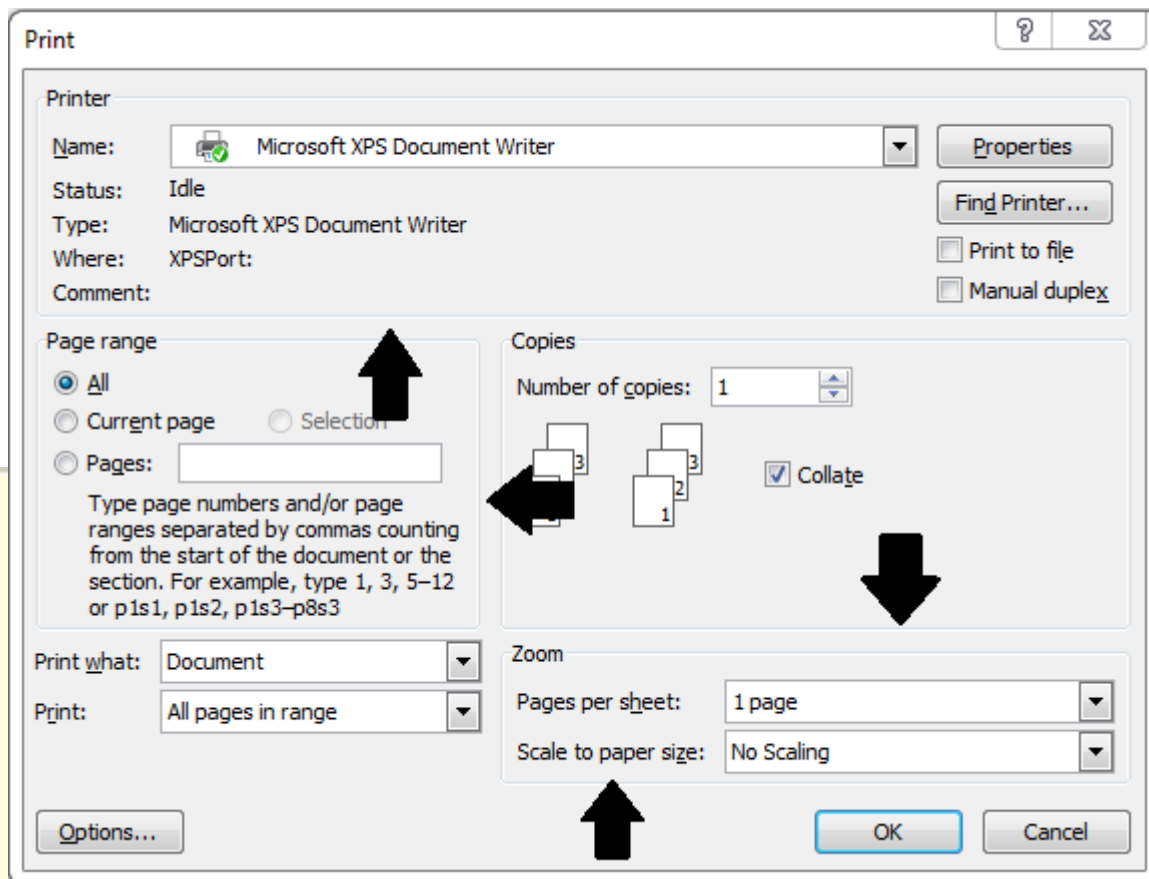 Print
Printer
Name: Microsoft XPS Document Writer Properties
Status: Idle Find Printer...
Type: Microsoft XPS Document Writer
Where: XPSPort: Print to file
Comment: Manual duplex
Page range
All
Current page Selection
Pages:
Type page numbers and/or page
ranges separated by commas counting
from the start of the document or the
section. For example, type 1, 3, 5–12
or p1s1, p1s2, p1s3–p8s3
Copies
Number of copies: 1
3 3
2
1
Collate
Print what: Document
Print: All pages in range
Zoom
Pages per sheet: 1 page
Scale to paper size: No Scaling
Options... OK Cancel